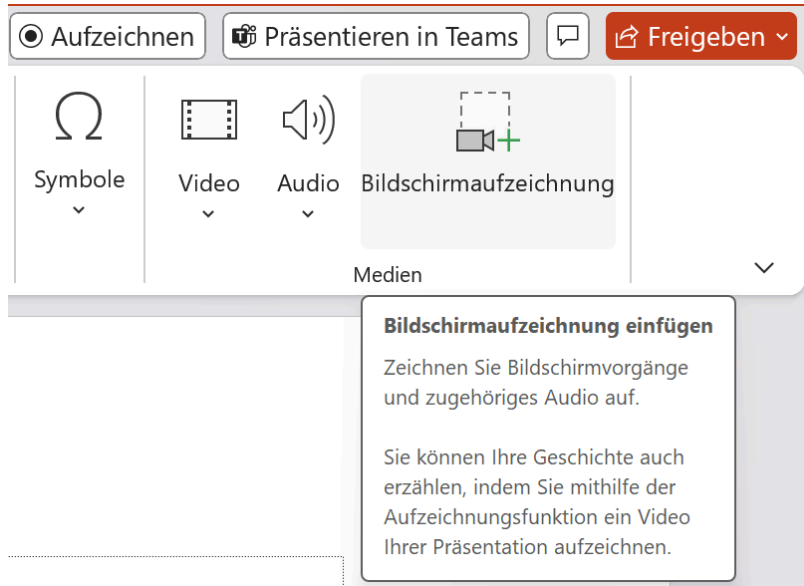 Aufzeichnen Präsentieren in Teams Freigeben
Symbole Video Audio Bildschirmaufzeichnung
Medien
Bildschirmaufzeichnung einfügen
Zeichnen Sie Bildschirmvorgänge
und zugehöriges Audio auf.
Sie können Ihre Geschichte auch
erzählen, indem Sie mithilfe der
Aufzeichnungsfunktion ein Video
Ihrer Präsentation aufzeichnen.